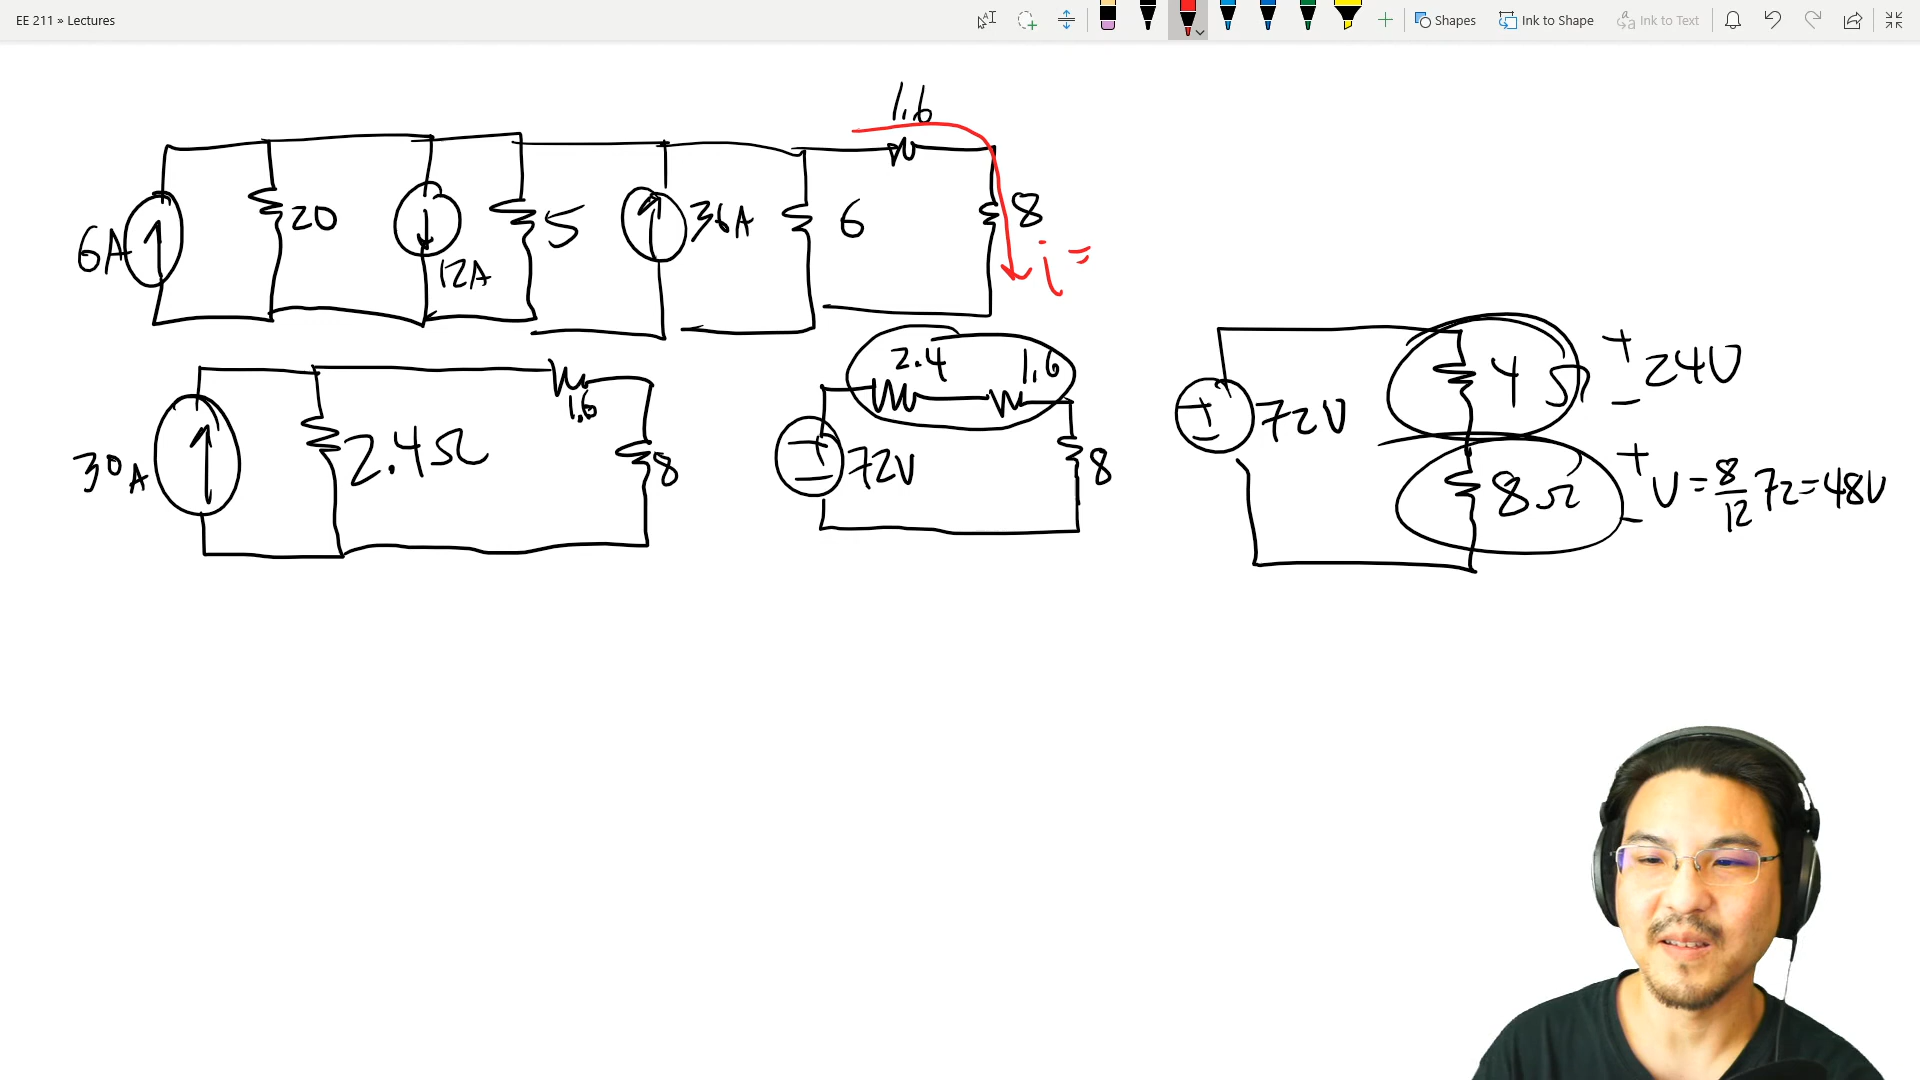 EE 211 » Lectures
Shapes
Ink to Shape
Ink to Text
1.6
6A
20
12A
5
36A
6
8
i =
30A
2.4Ω
1.6
8
2.4
1.6
72V
8
72V
4Ω
+ 24V −
8Ω
+ V = 8/12 72 = 48V −